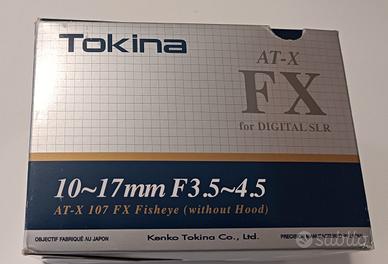 Tokina
AT-X
FX
for DIGITAL SLR
10~17mm F3.5~4.5
AT-X 107 FX Fisheye (without Hood)
OBJECTIF FABRIQUÉ AU JAPON
Kenko Tokina Co., Ltd.
PRECISION
subito